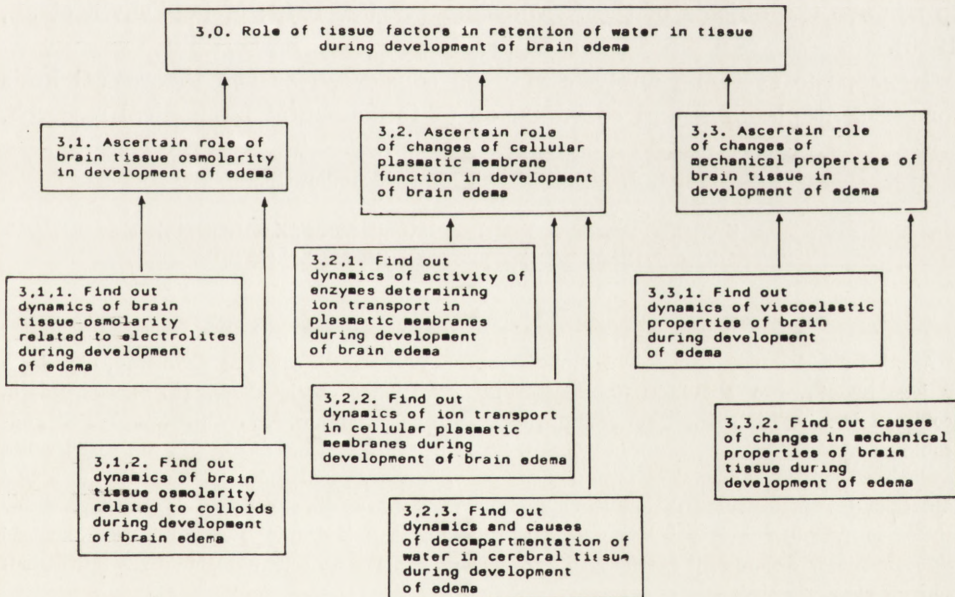 3,0. Role of tissue factors in retention of water in tissue
during development of brain edema
3,1. Ascertain role of
brain tissue osmolarity
in development of edema
3,2. Ascertain role
of changes of cellular
plasmatic membrane
function in development
of brain edema
3,3. Ascertain role
of changes of
mechanical properties of
brain tissue in
development of edema
3,1,1. Find out
dynamics of brain
tissue osmolarity
related to electrolites
during development
of edema
3.2,1. Find out
dynamics of activity of
enzymes determining
ion transport in
plasmatic membranes
during development
of brain edema
3,3,1. Find out
dynamics of viscoelastic
properties of brain
during development
of edema
3,1,2. Find out
dynamics of brain
tissue osmolarity
related to colloids
during development
of brain edema
3,2,2. Find out
dynamics of ion transport
in cellular plasmatic
membranes during
development of brain edema
3,3,2. Find out causes
of changes in mechanical
properties of brain
tissue during
development of edema
3,2,3. Find out
dynamics and causes
of decompartmentation of
water in cerebral tissue
during development
of edema